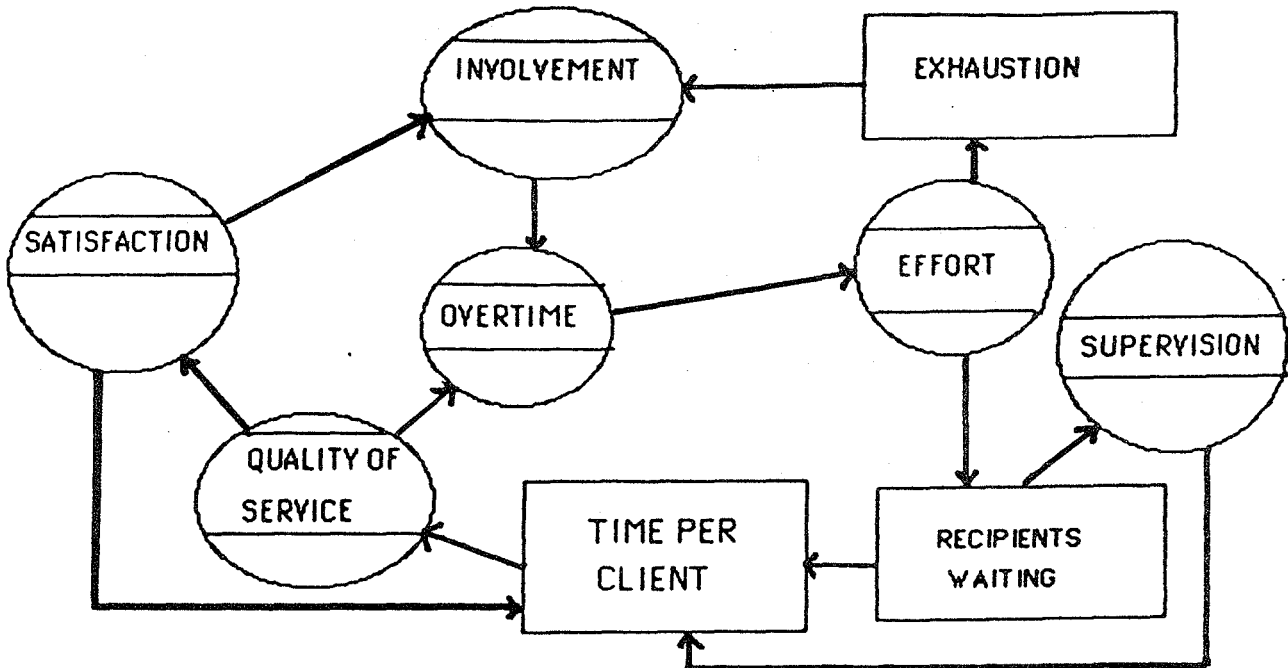 INVOLVEMENT
EXHAUSTION
SATISFACTION
OVERTIME
EFFORT
SUPERVISION
QUALITY OF
SERVICE
TIME PER
CLIENT
RECIPIENTS
WAITING